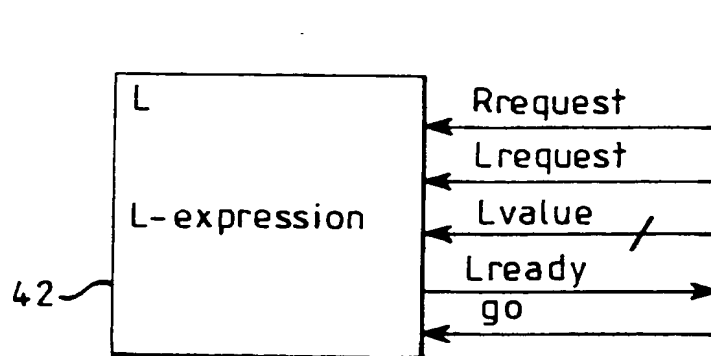 L
Rrequest
Lrequest
L-expression
Lvalue
Lready
42
go